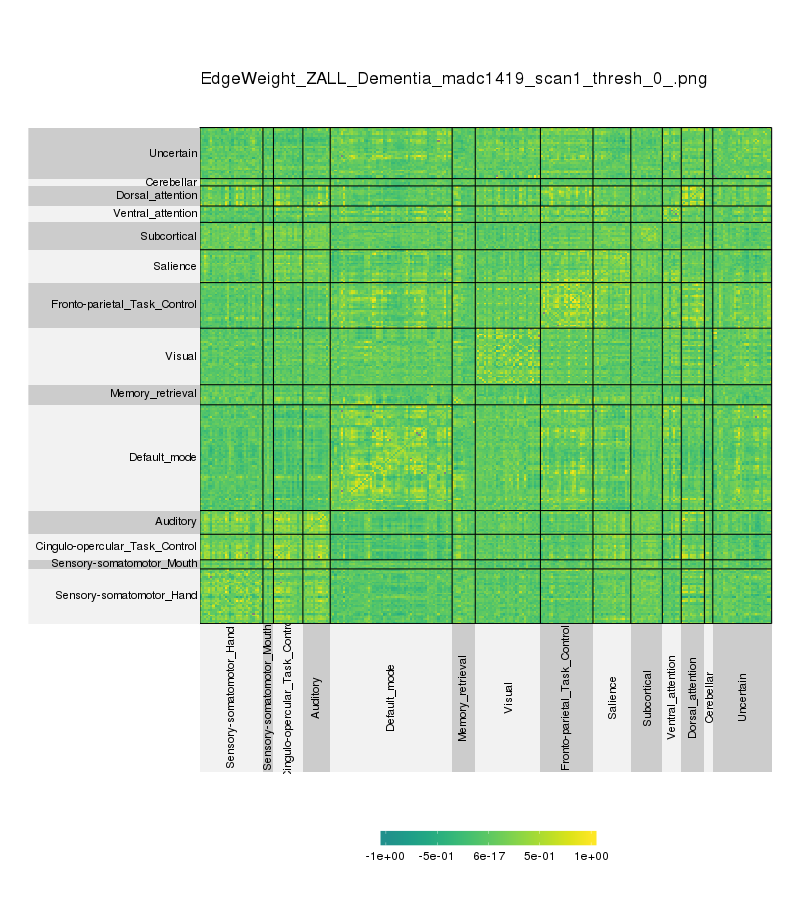 EdgeWeight_ZALL_Dementia_madc1419_scan1_thresh_0_.png
Uncertain
Cerebellar
Dorsal_attention
Ventral_attention
Subcortical
Salience
Fronto-parietal_Task_Control
Visual
Memory_retrieval
Default_mode
Auditory
Cingulo-opercular_Task_Control
Sensory-somatomotor_Mouth
Sensory-somatomotor_Hand
Sensory-somatomotor_Hand
Sensory-somatomotor_Mouth
Cingulo-opercular_Task_Control
Auditory
Default_mode
Memory_retrieval
Visual
Fronto-parietal_Task_Control
Salience
Subcortical
Ventral_attention
Dorsal_attention
Cerebellar
Uncertain
-1e+00 -5e-01 6e-17 5e-01 1e+00